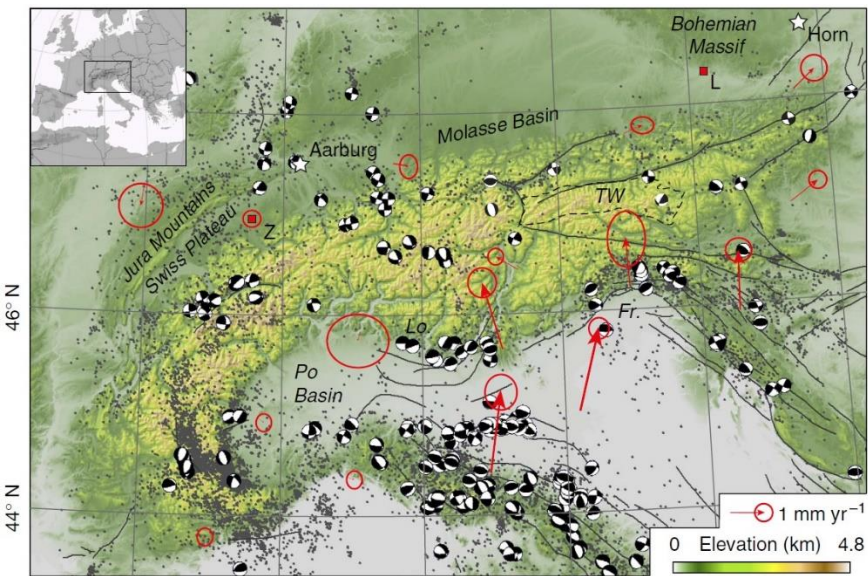 Bohemian
Massif
Horn
L
Molasse Basin
Aarburg
TW
Jura Mountains
Swiss Plateau
Z
46° N
Lo.
Fr.
Po
Basin
44° N
1 mm yr⁻¹
0 Elevation (km) 4.8